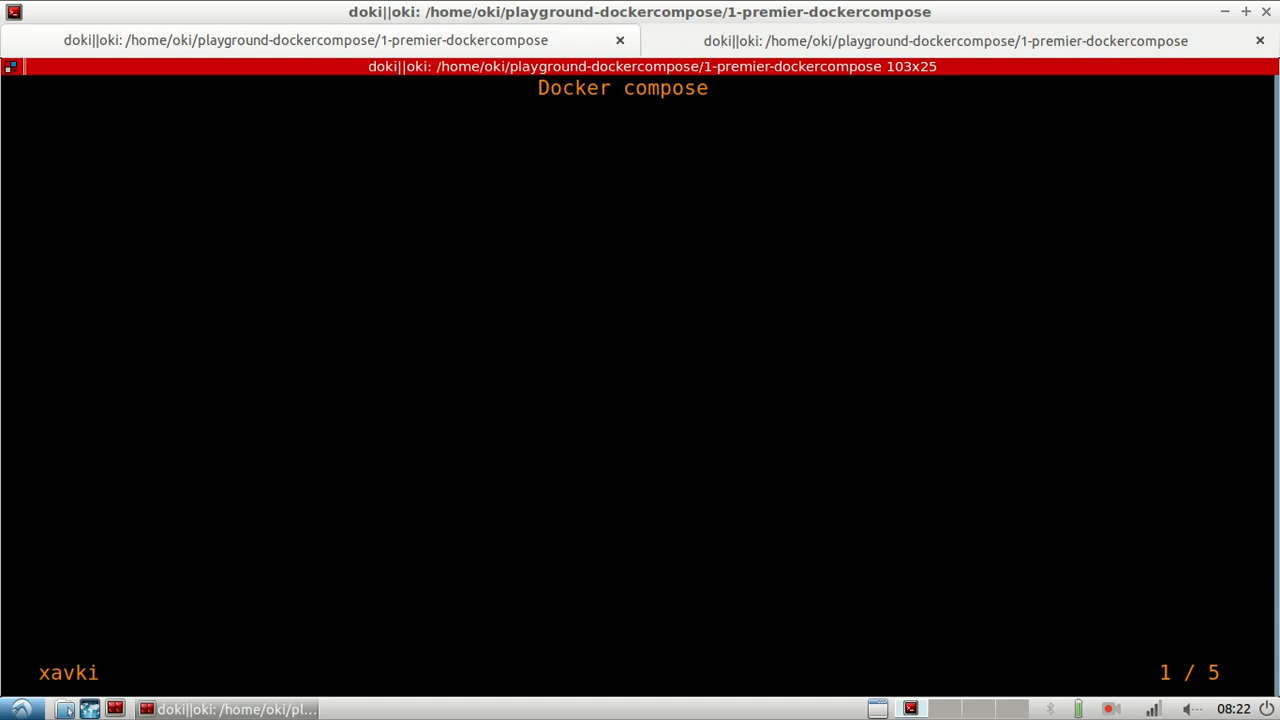 doki||oki: /home/oki/playground-dockercompose/1-premier-dockercompose
doki||oki: /home/oki/playground-dockercompose/1-premier-dockercompose
doki||oki: /home/oki/playground-dockercompose/1-premier-dockercompose
doki||oki: /home/oki/playground-dockercompose/1-premier-dockercompose 103x25
Docker compose
xavki
1 / 5
doki||oki: /home/oki/pl...
08:22